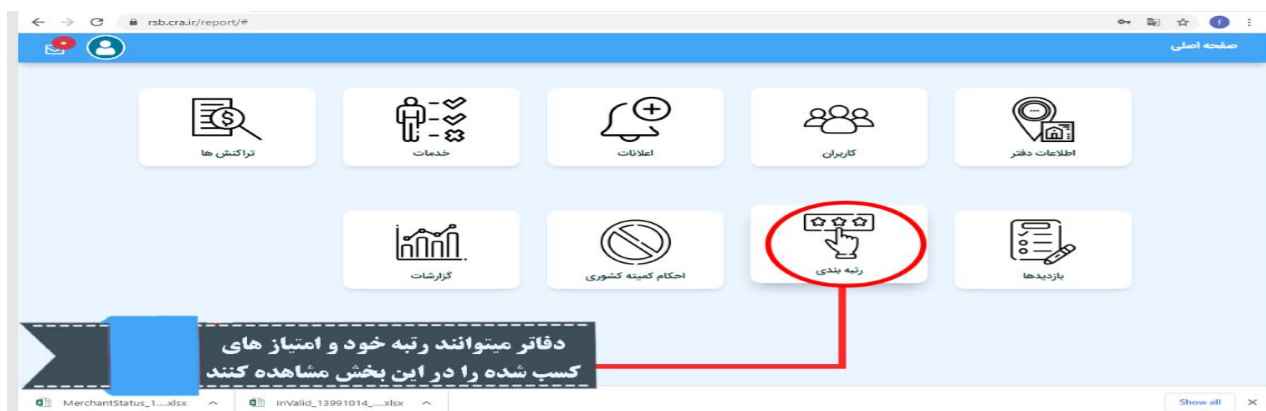 rsb.cra.ir/report/#
صفحه اصلی
اطلاعات دفتر
کاربران
اعلانات
خدمات
تراکنش ها
بازدیدها
رتبه بندی
احکام کمیته کشوری
گزارشات
دفاتر میتوانند رتبه خود و امتیاز های
کسب شده را در این بخش مشاهده کنند
MerchantStatus_1....xlsx
InValid_13991014_....xlsx
Show all